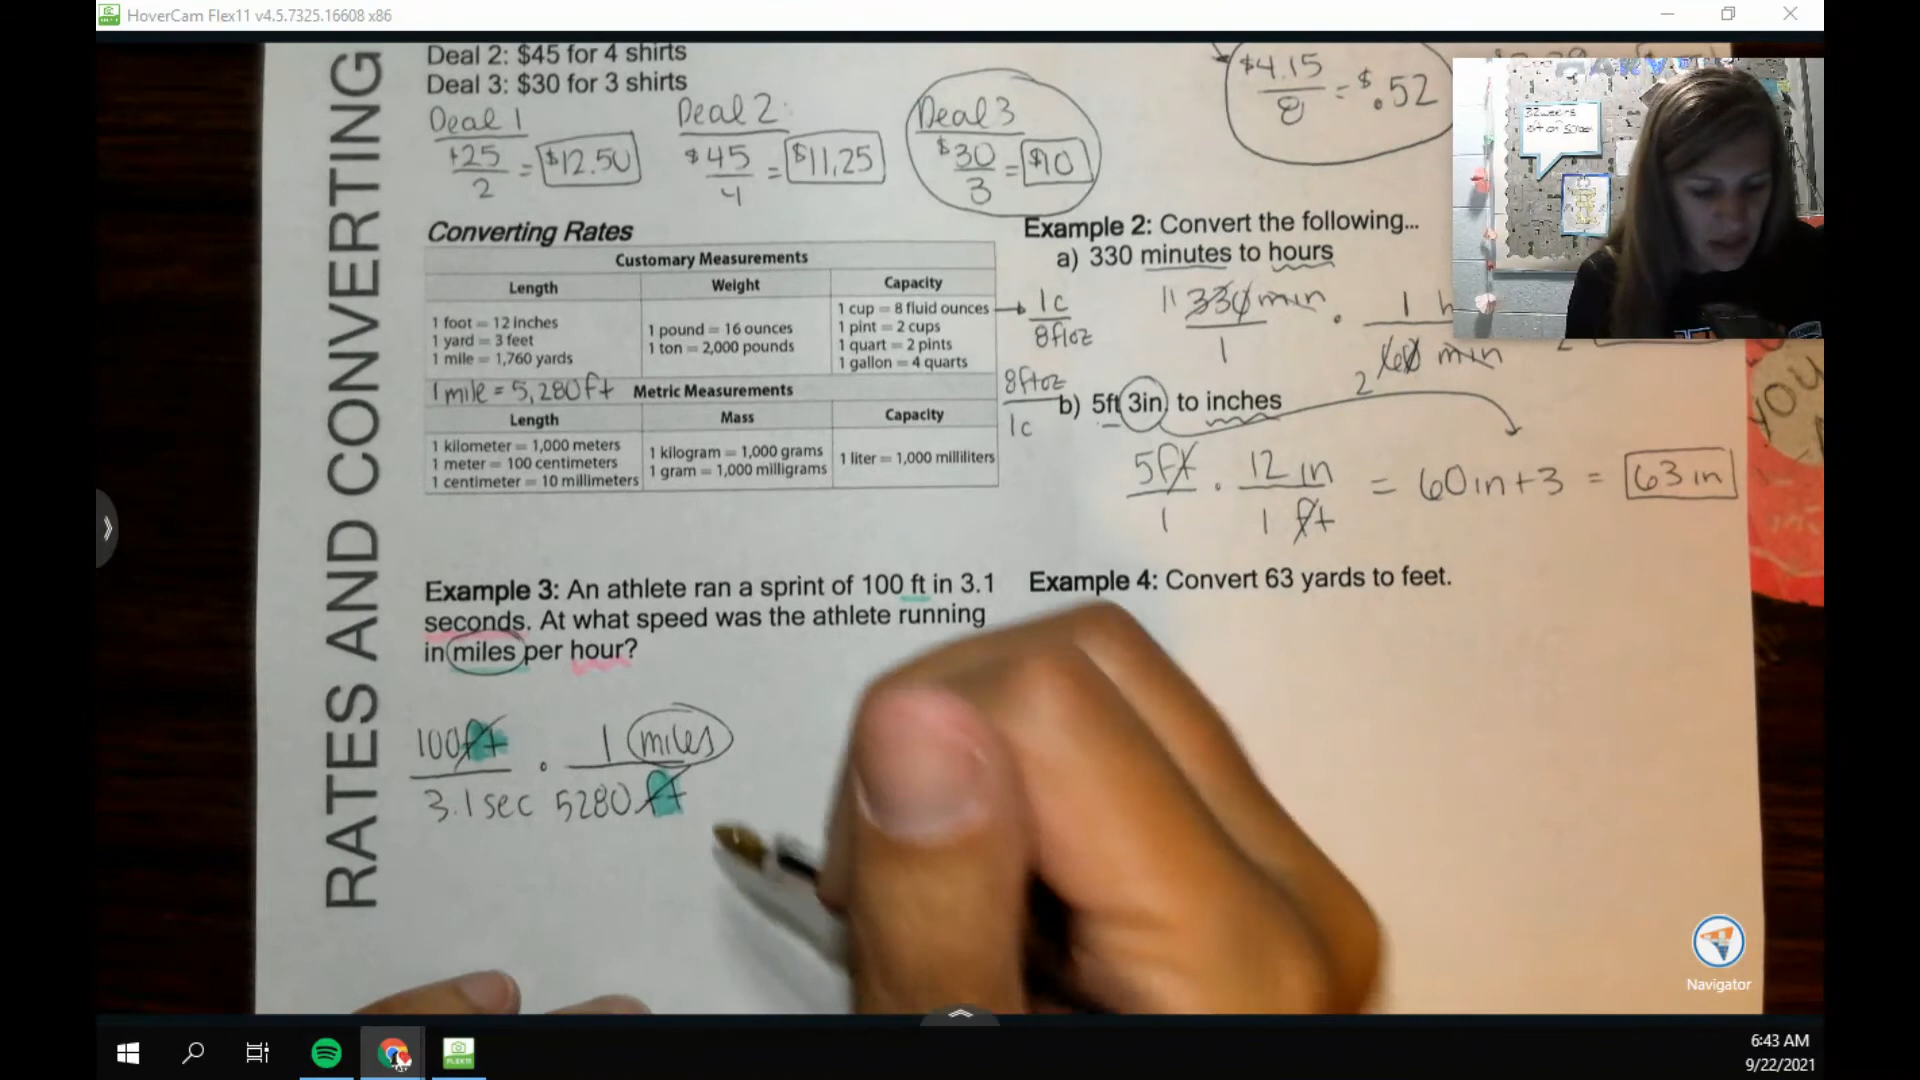 HoverCam Flex11 v4.5.7325.16608 x86
RATES AND CONVERTING
Deal 2: $45 for 4 shirts
Deal 3: $30 for 3 shirts
Deal 1
25/2 = $12.50
Deal 2:
$45/4 = $11.25
Deal 3
$30/3 = $10
$4.15/8 = $.52
Converting Rates
Customary Measurements
Length Weight Capacity
1 foot = 12 inches
1 yard = 3 feet
1 mile = 1,760 yards
1 pound = 16 ounces
1 ton = 2,000 pounds
1 cup = 8 fluid ounces
1 pint = 2 cups
1 quart = 2 pints
1 gallon = 4 quarts
1c
8floz
8floz
1c
1 mile = 5,280ft
Metric Measurements
Length Mass Capacity
1 kilometer = 1,000 meters
1 meter = 100 centimeters
1 centimeter = 10 millimeters
1 kilogram = 1,000 grams
1 gram = 1,000 milligrams
1 liter = 1,000 milliliters
Example 2: Convert the following...
a) 330 minutes to hours
11 330 min · 1 h
1 60 min
2
b) 5ft 3in to inches
5ft · 12 in = 60in+3 = 63 in
1 1 ft
Example 3: An athlete ran a sprint of 100 ft in 3.1
seconds. At what speed was the athlete running
in miles per hour?
100ft · 1 miles
3.1sec 5280 ft
Example 4: Convert 63 yards to feet.
YOU
Navigator
FLEX11
6:43 AM
9/22/2021